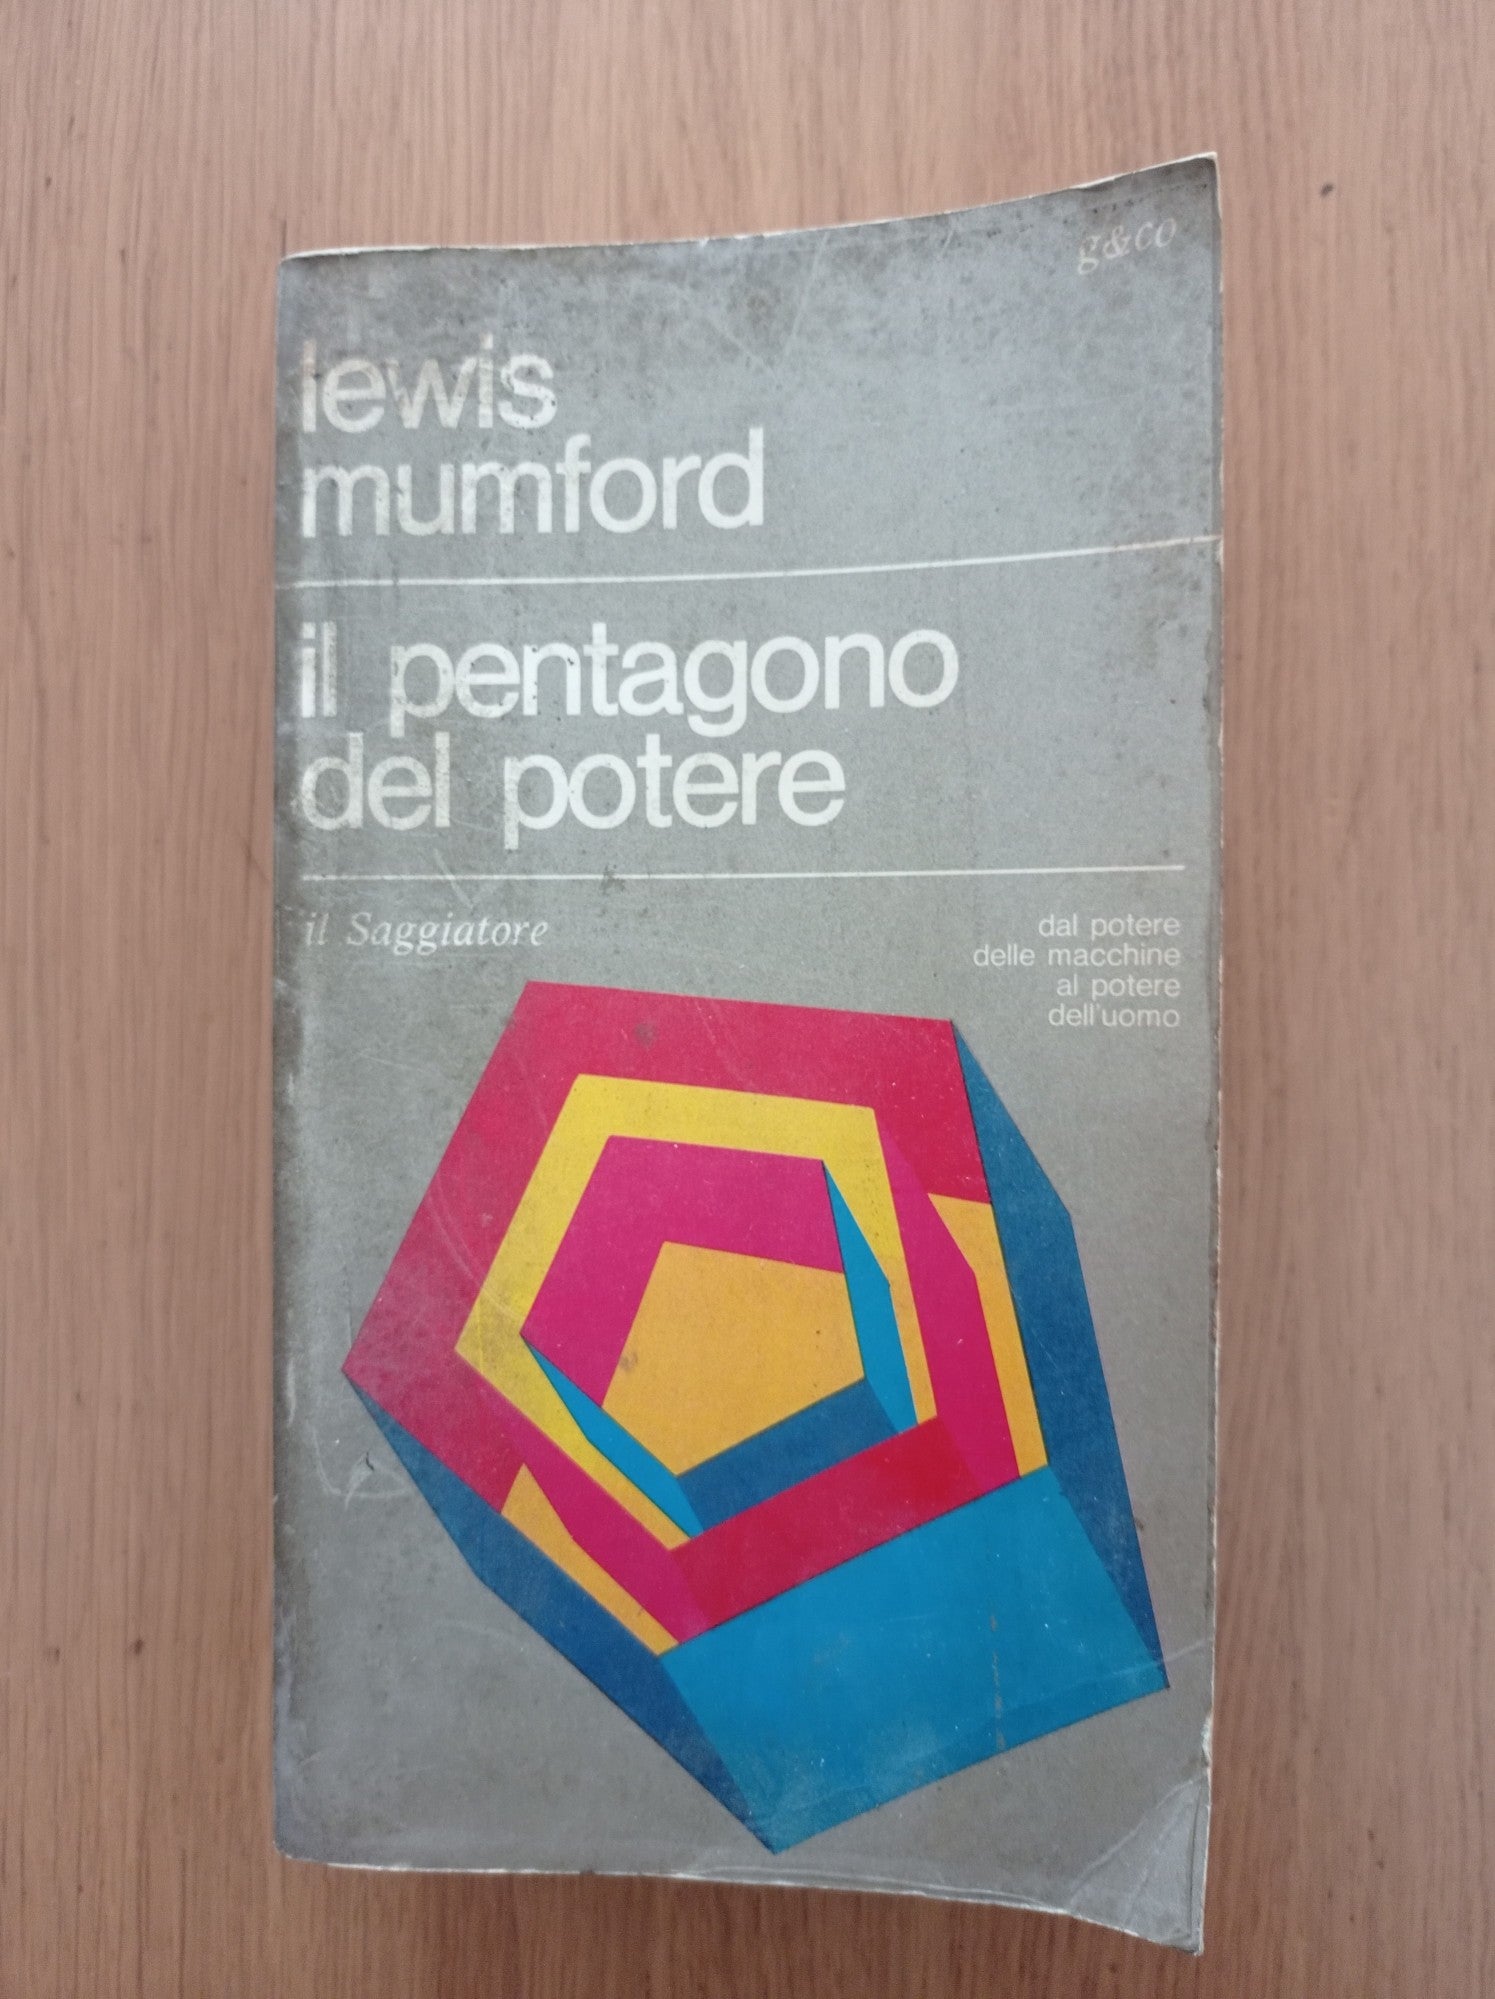 g&co
lewis
mumford
il pentagono
del potere
il Saggiatore
dal potere
delle macchine
al potere
dell'uomo